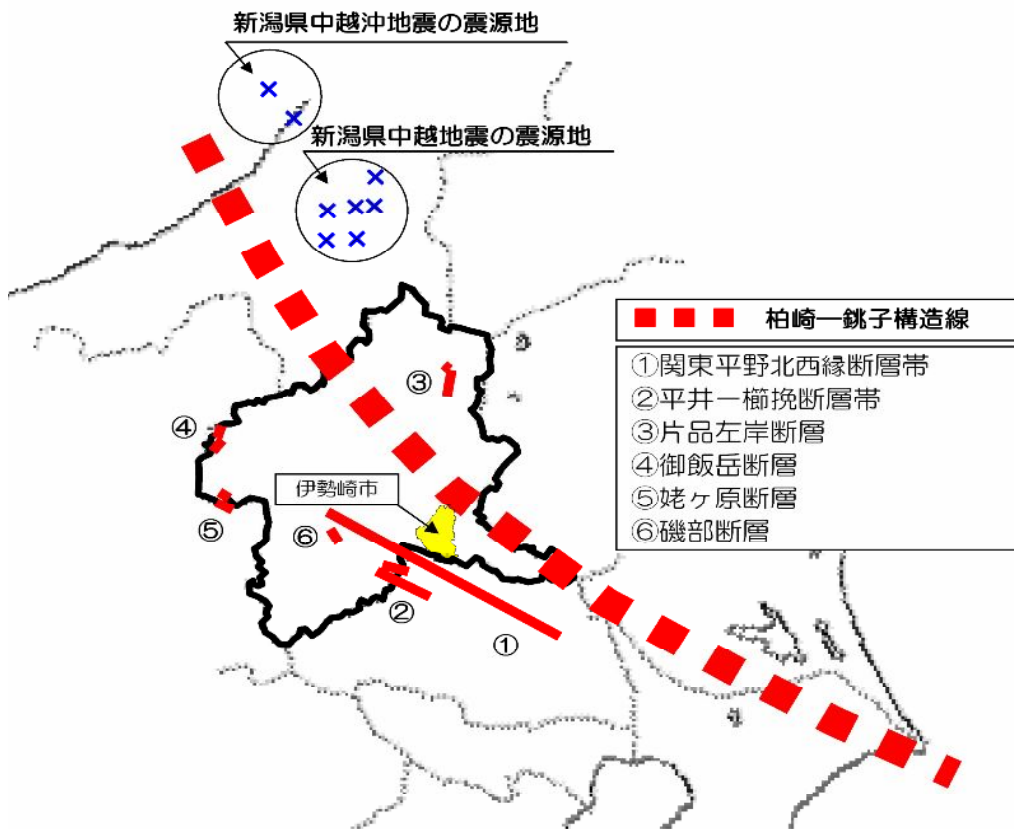 新潟県中越沖地震の震源地
新潟県中越地震の震源地
柏崎―銚子構造線
①関東平野北西縁断層帯
②平井―櫛挽断層帯
③片品左岸断層
④御飯岳断層
⑤姥ヶ原断層
⑥磯部断層
③
④
伊勢崎市
⑤
⑥
②
①